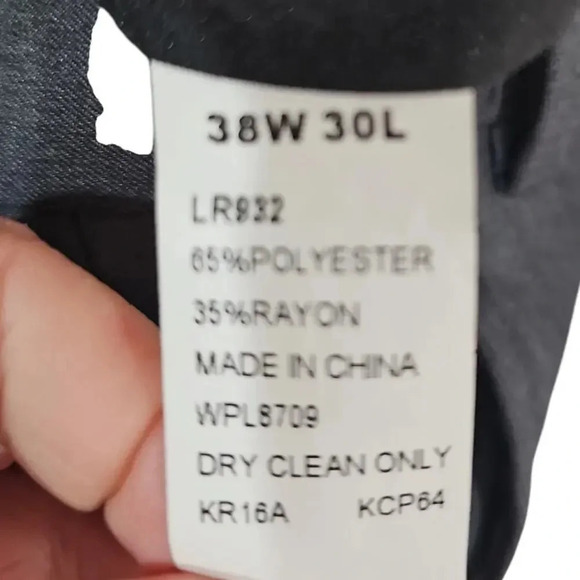 38W 30L
LR932
65%POLYESTER
35%RAYON
MADE IN CHINA
WPL8709
DRY CLEAN ONLY
KR16A KCP64